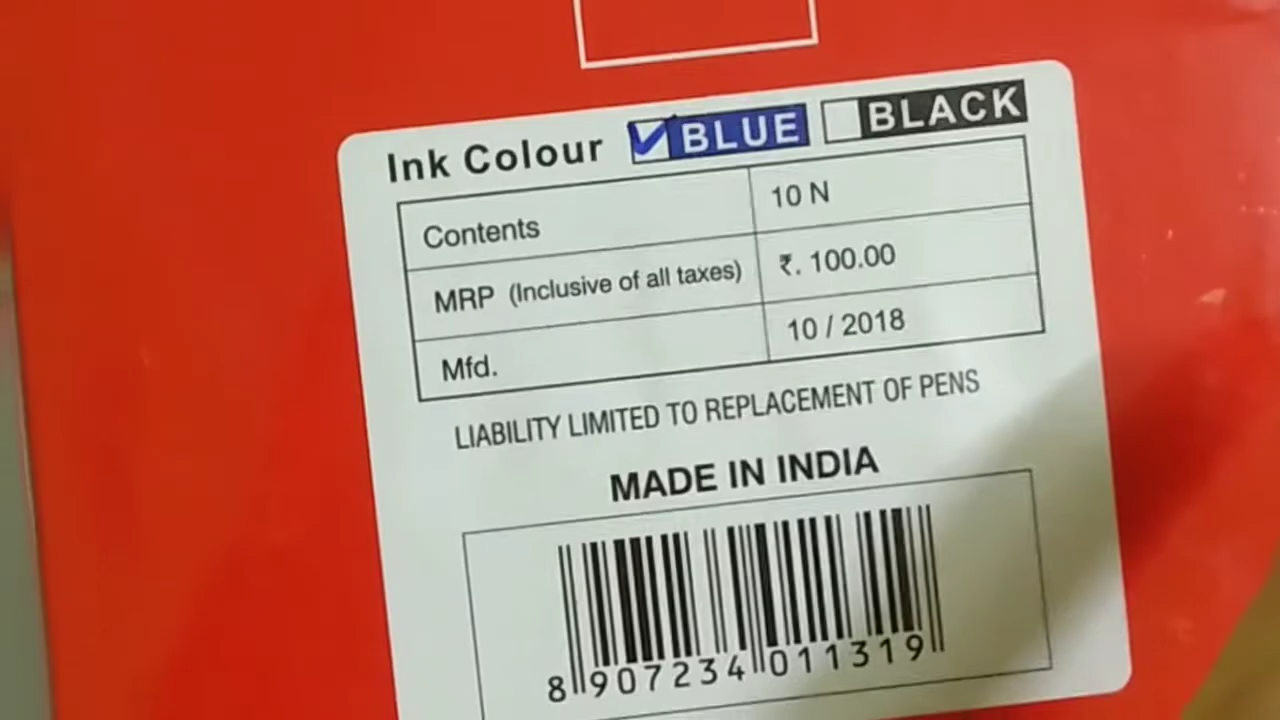 Ink Colour BLUE BLACK
Contents 10 N
MRP (Inclusive of all taxes) ₹. 100.00
Mfd. 10 / 2018
LIABILITY LIMITED TO REPLACEMENT OF PENS
MADE IN INDIA
8 907234 011319